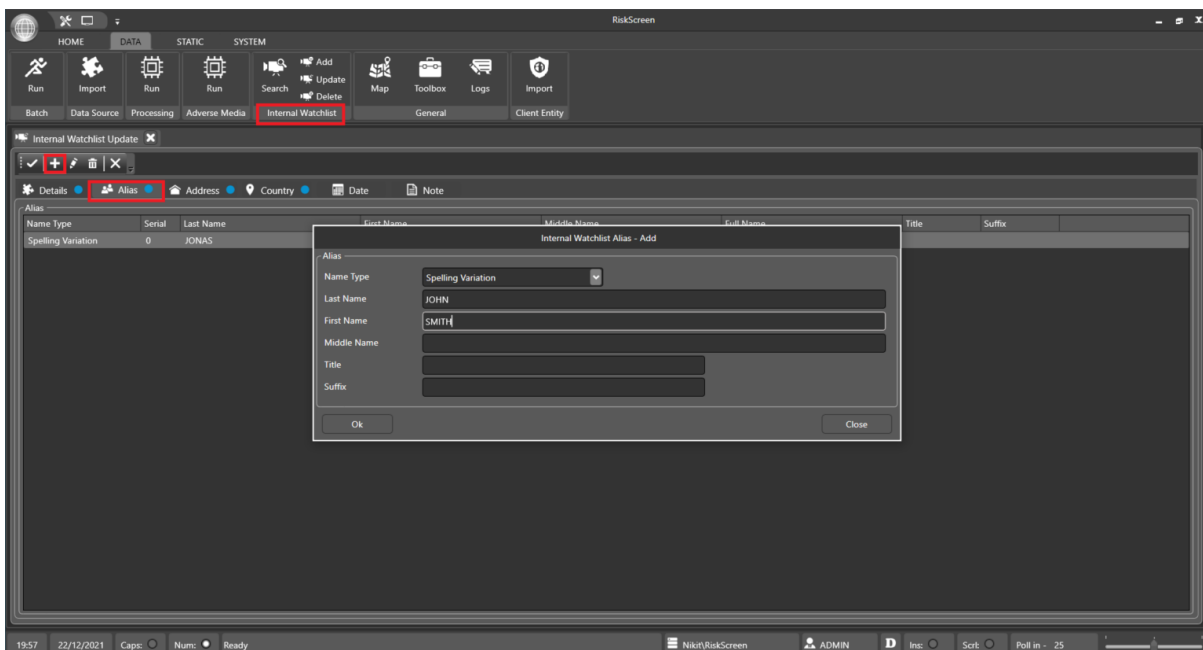 RiskScreen
HOME DATA STATIC SYSTEM
Run Import Run Run Search Add Update Delete Map Toolbox Logs Import
Batch Data Source Processing Adverse Media Internal Watchlist General Client Entity
Internal Watchlist Update
Details Alias Address Country Date Note
Alias
Name Type Serial Last Name First Name Middle Name Full Name Title Suffix
Spelling Variation 0 JONAS
Internal Watchlist Alias - Add
Alias
Name Type Spelling Variation
Last Name JOHN
First Name SMITH
Middle Name
Title
Suffix
Ok Close
19:57 22/12/2021 Caps: Num: Ready Nikit\RiskScreen ADMIN D Ins: Scrt: Poll in - 25